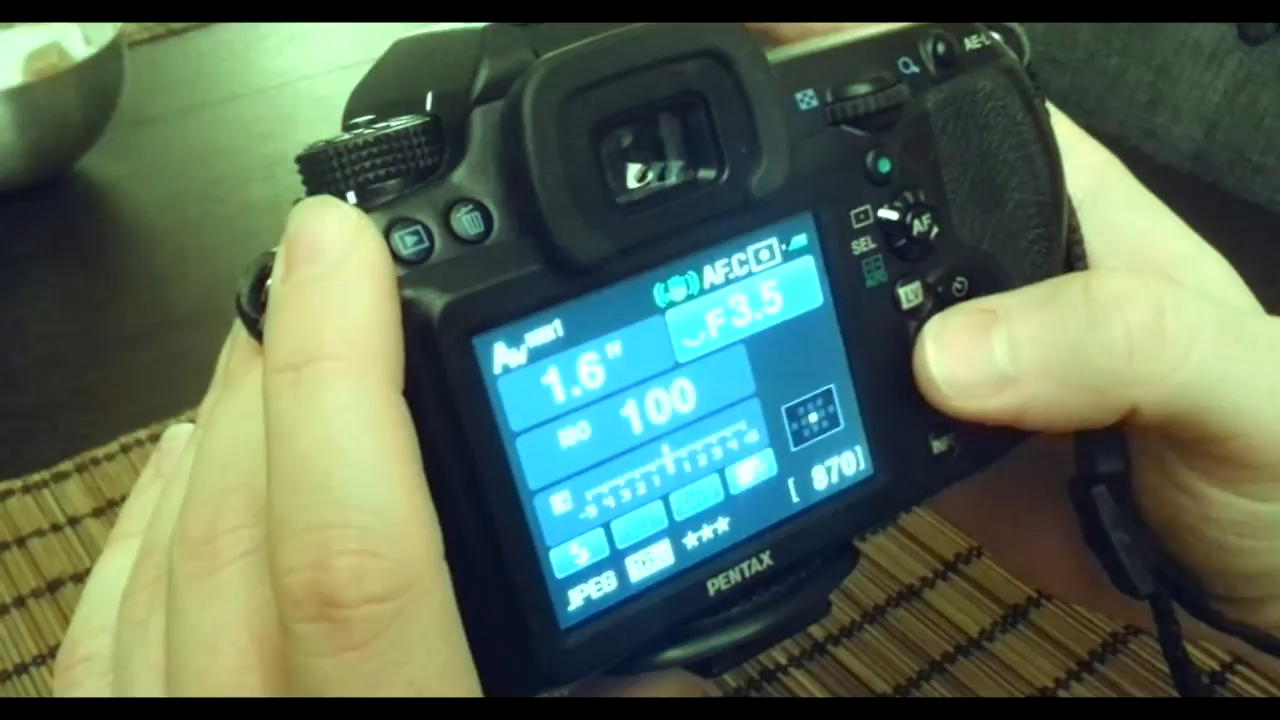 AE-L
AF
SEL
LV
AF.C
Av
1.6" F3.5
ISO 100
-5 4 3 2 1 1 2 3 4 +5
[ 870]
JPEG ★★★
PENTAX